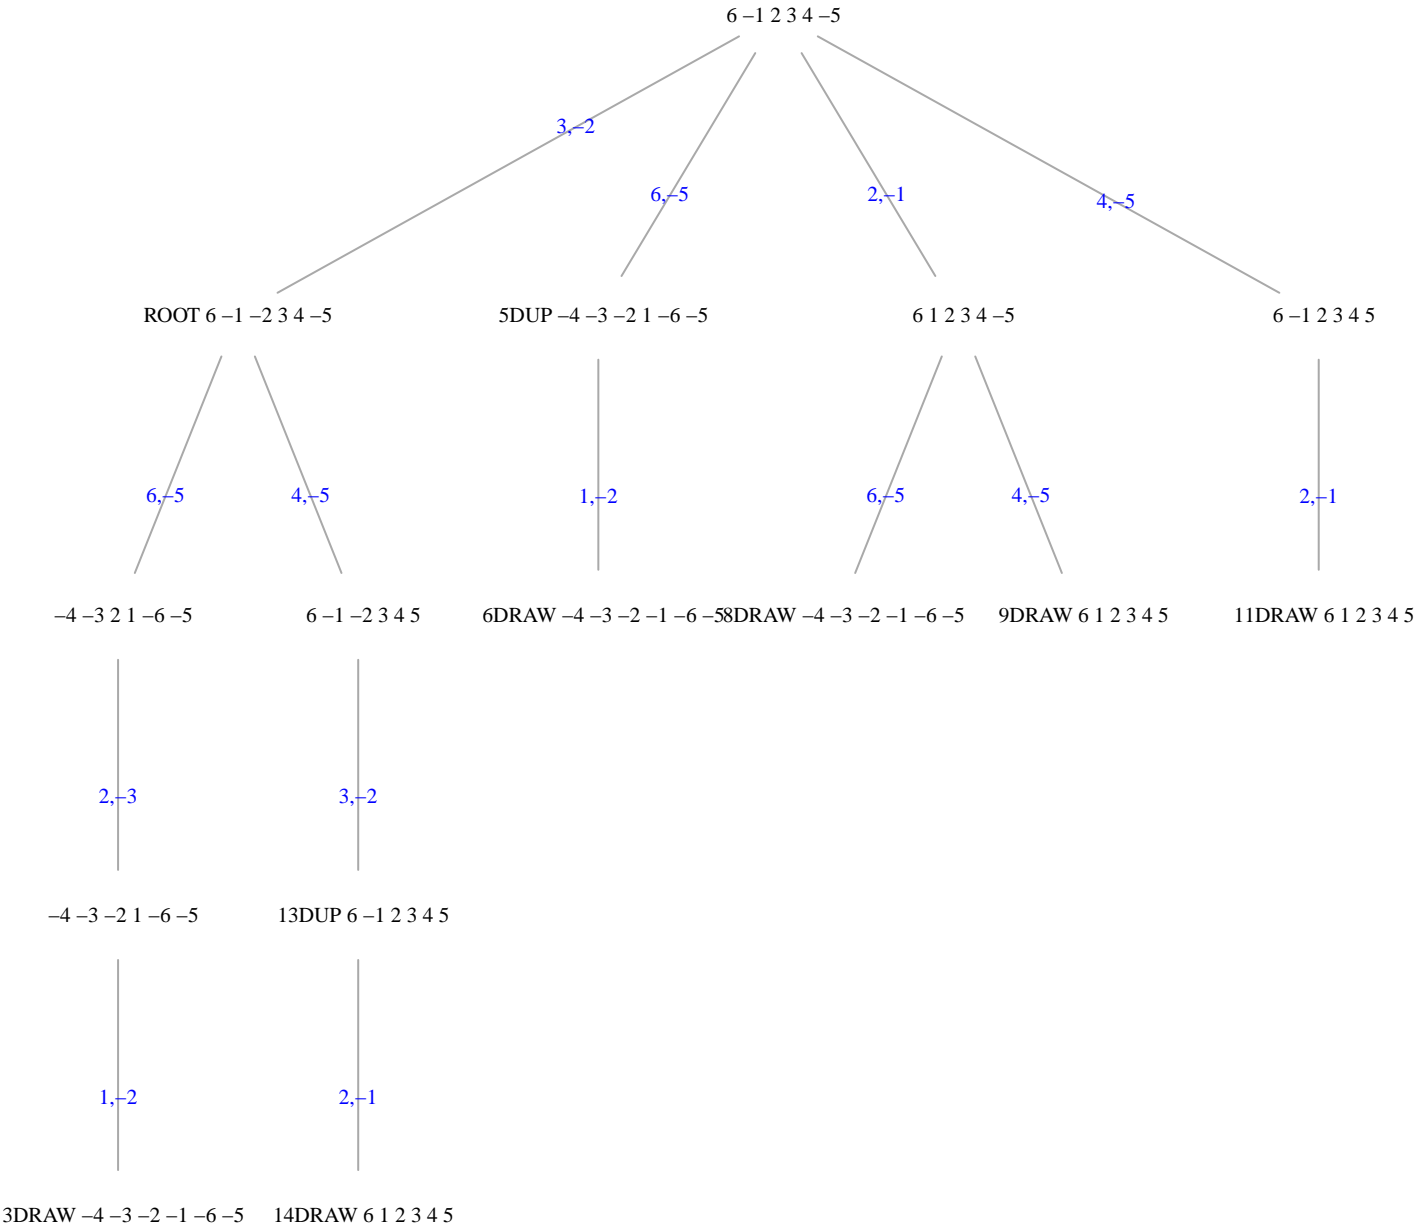 6 –1 2 3 4 –5
3,–2
6,–5
2,–1
4,–5
ROOT 6 –1 –2 3 4 –5
5DUP –4 –3 –2 1 –6 –5
6 1 2 3 4 –5
6 –1 2 3 4 5
6,–5
4,–5
1,–2
6,–5
4,–5
2,–1
–4 –3 2 1 –6 –5
6 –1 –2 3 4 5
6DRAW –4 –3 –2 –1 –6 –5
8DRAW –4 –3 –2 –1 –6 –5
9DRAW 6 1 2 3 4 5
11DRAW 6 1 2 3 4 5
2,–3
3,–2
–4 –3 –2 1 –6 –5
13DUP 6 –1 2 3 4 5
1,–2
2,–1
3DRAW –4 –3 –2 –1 –6 –5
14DRAW 6 1 2 3 4 5